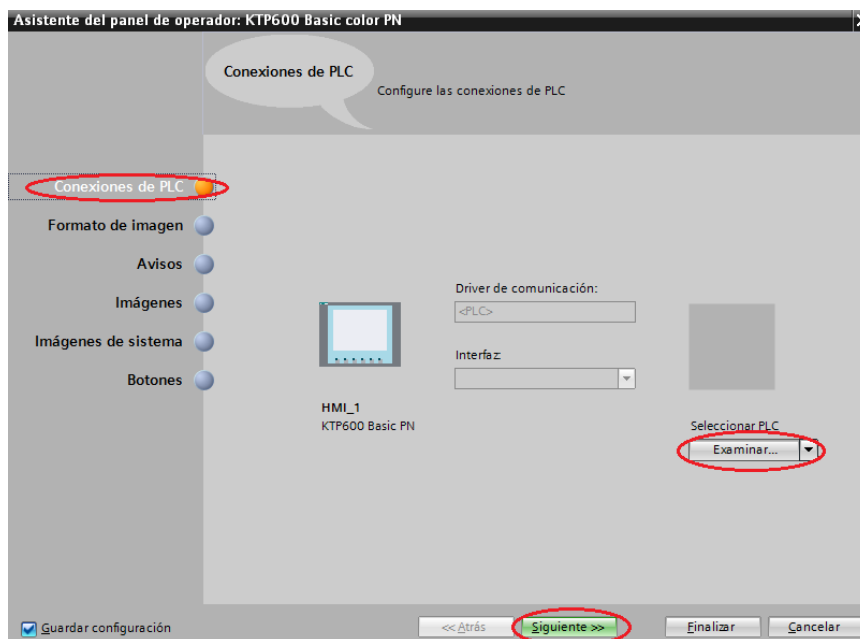 Asistente del panel de operador: KTP600 Basic color PN
Conexiones de PLC
Configure las conexiones de PLC
Conexiones de PLC
Formato de imagen
Avisos
Imágenes
Imágenes de sistema
Botones
Driver de comunicación:
<PLC>
Interfaz:
HMI_1
KTP600 Basic PN
Seleccionar PLC
Examinar...
Guardar configuración
<< Atrás
Siguiente >>
Finalizar
Cancelar